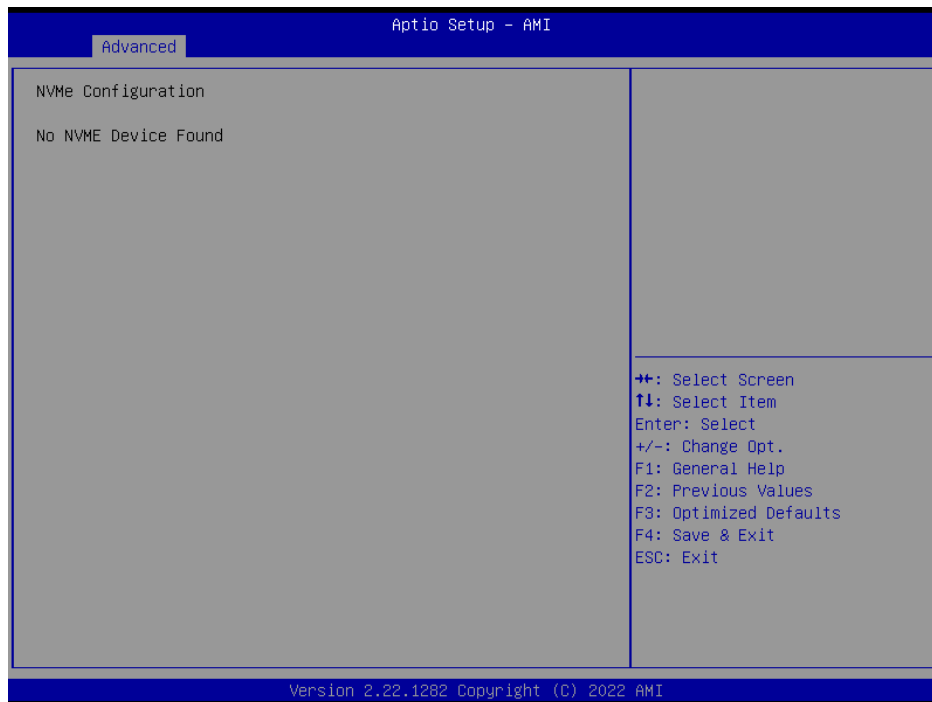 Aptio Setup - AMI
Advanced
NVMe Configuration
No NVME Device Found
→←: Select Screen
↑↓: Select Item
Enter: Select
+/-: Change Opt.
F1: General Help
F2: Previous Values
F3: Optimized Defaults
F4: Save & Exit
ESC: Exit
Version 2.22.1282 Copyright (C) 2022 AMI